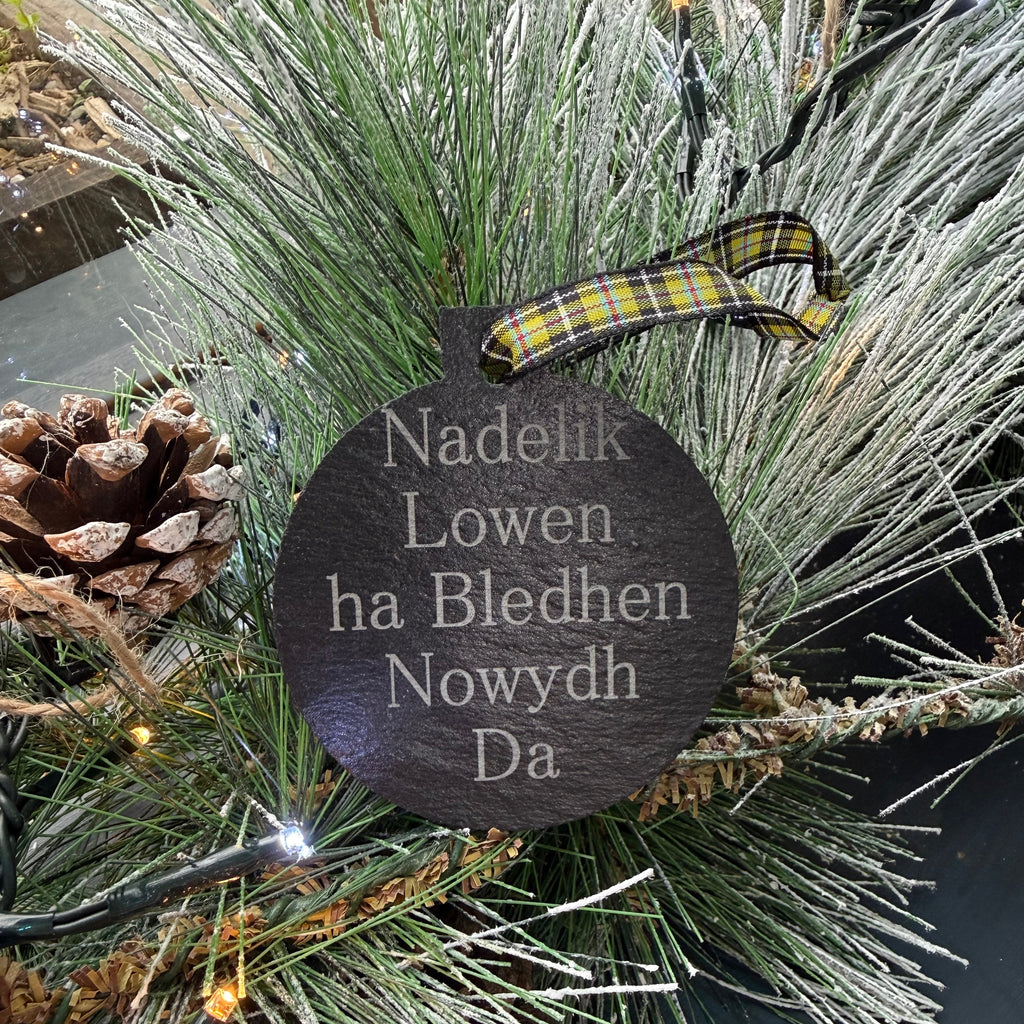 Nadelik
Lowen
ha Bledhen
Nowydh
Da